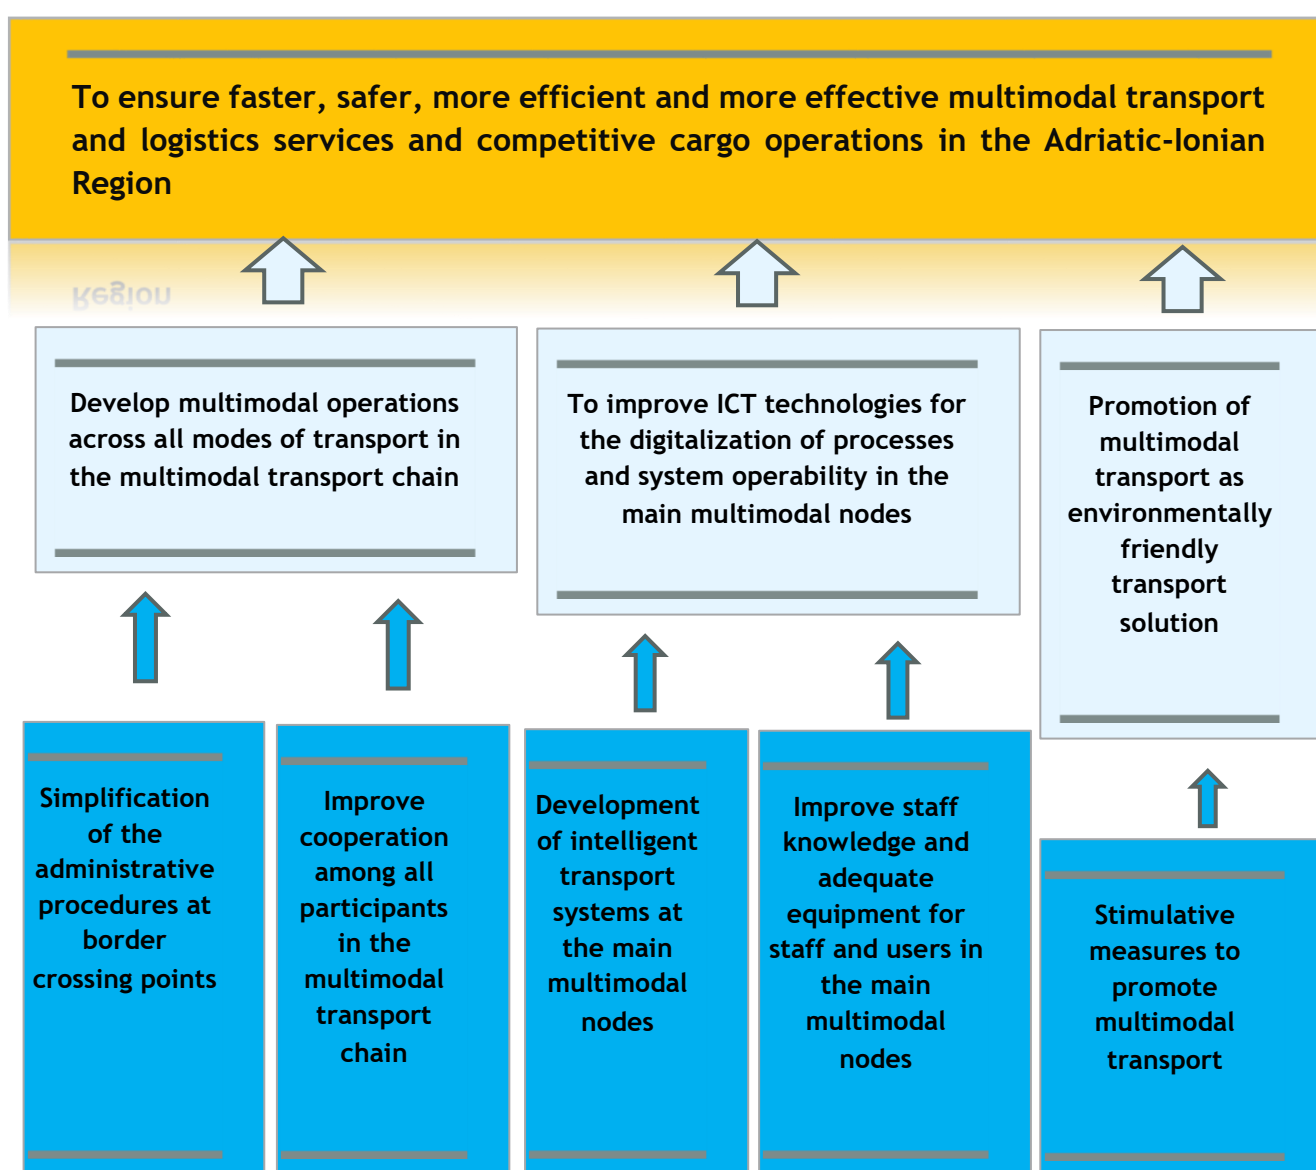 To ensure faster, safer, more efficient and more effective multimodal transport
and logistics services and competitive cargo operations in the Adriatic-Ionian
Region
Region
Develop multimodal operations
across all modes of transport in
the multimodal transport chain
To improve ICT technologies for
the digitalization of processes
and system operability in the
main multimodal nodes
Promotion of
multimodal
transport as
environmentally
friendly
transport
solution
Simplification
of the
administrative
procedures at
border
crossing points
Improve
cooperation
among all
participants
in the
multimodal
transport
chain
Development
of intelligent
transport
systems at
the main
multimodal
nodes
Improve staff
knowledge and
adequate
equipment for
staff and users in
the main
multimodal
nodes
Stimulative
measures to
promote
multimodal
transport